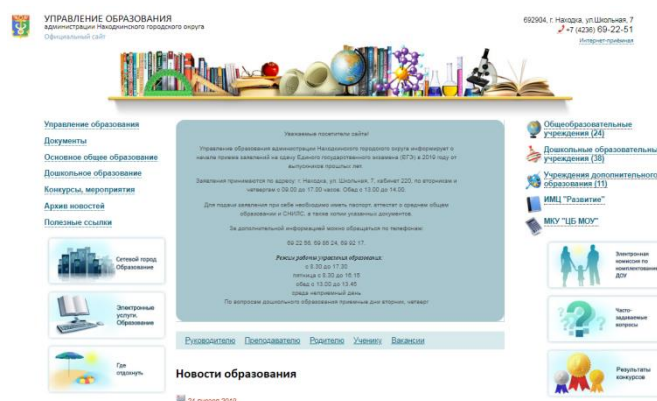 УПРАВЛЕНИЕ ОБРАЗОВАНИЯ
администрации Находкинского городского округа
Официальный сайт
692904, г. Находка, ул.Школьная, 7
+7 (4236) 69-22-51
Интернет-приёмная
Управление образования
Документы
Основное общее образование
Дошкольное образование
Конкурсы, мероприятия
Архив новостей
Полезные ссылки
Сетевой город.
Образование
Электронные
услуги.
Образование
Где
отдохнуть.
Уважаемые посетители сайта!
Управление образования администрации Находкинского городского округа информирует о
начале приема заявлений на сдачу Единого государственного экзамена (ЕГЭ) в 2016 году от
выпускников прошлых лет.
Заявления принимаются по адресу: г. Находка, ул. Школьная, 7, кабинет 220, по вторникам и
четвергам с 09.00 до 17.00 часов. Обед с 13.00 до 14.00.
Для подачи заявления при себе необходимо иметь паспорт, аттестат о среднем общем
образовании и СНИЛС, а также копии указанных документов.
За дополнительной информацией можно обращаться по телефонам:
69 22 56, 69 86 24, 69 92 17.
Режим работы управления образования:
с 8.30 до 17.30
пятница с 8.30 до 16.15
обед с 13.00 до 13.45
среда неприемный день
По вопросам дошкольного образования приемные дни вторник, четверг
Руководителю Преподавателю Родителю Ученику Вакансии
Новости образования
Общеобразовательные
учреждения (24)
Дошкольные образовательны
учреждения (38)
Учреждения дополнительного
образования (11)
ИМЦ "Развитие"
МКУ "ЦБ МОУ"
Электронная
комиссия по
комплектованию
ДОУ
Часто-
задаваемые
вопросы
Результаты
конкурсов